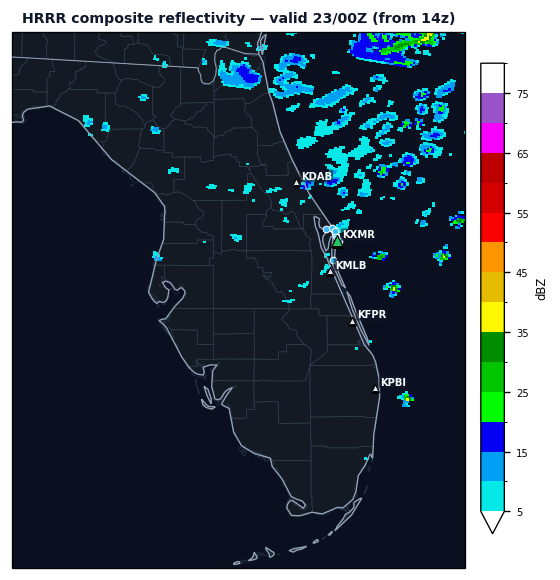 HRRR composite reflectivity — valid 23/00Z (from 14z)
KDAB
KXMR
KMLB
KFPR
KPBI
75
65
55
45
35
25
15
5
dBZ